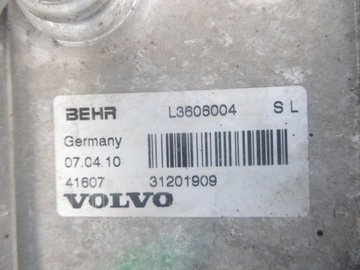 BEHR L3606004 S L
Germany
07.04.10
41607 31201909
VOLVO